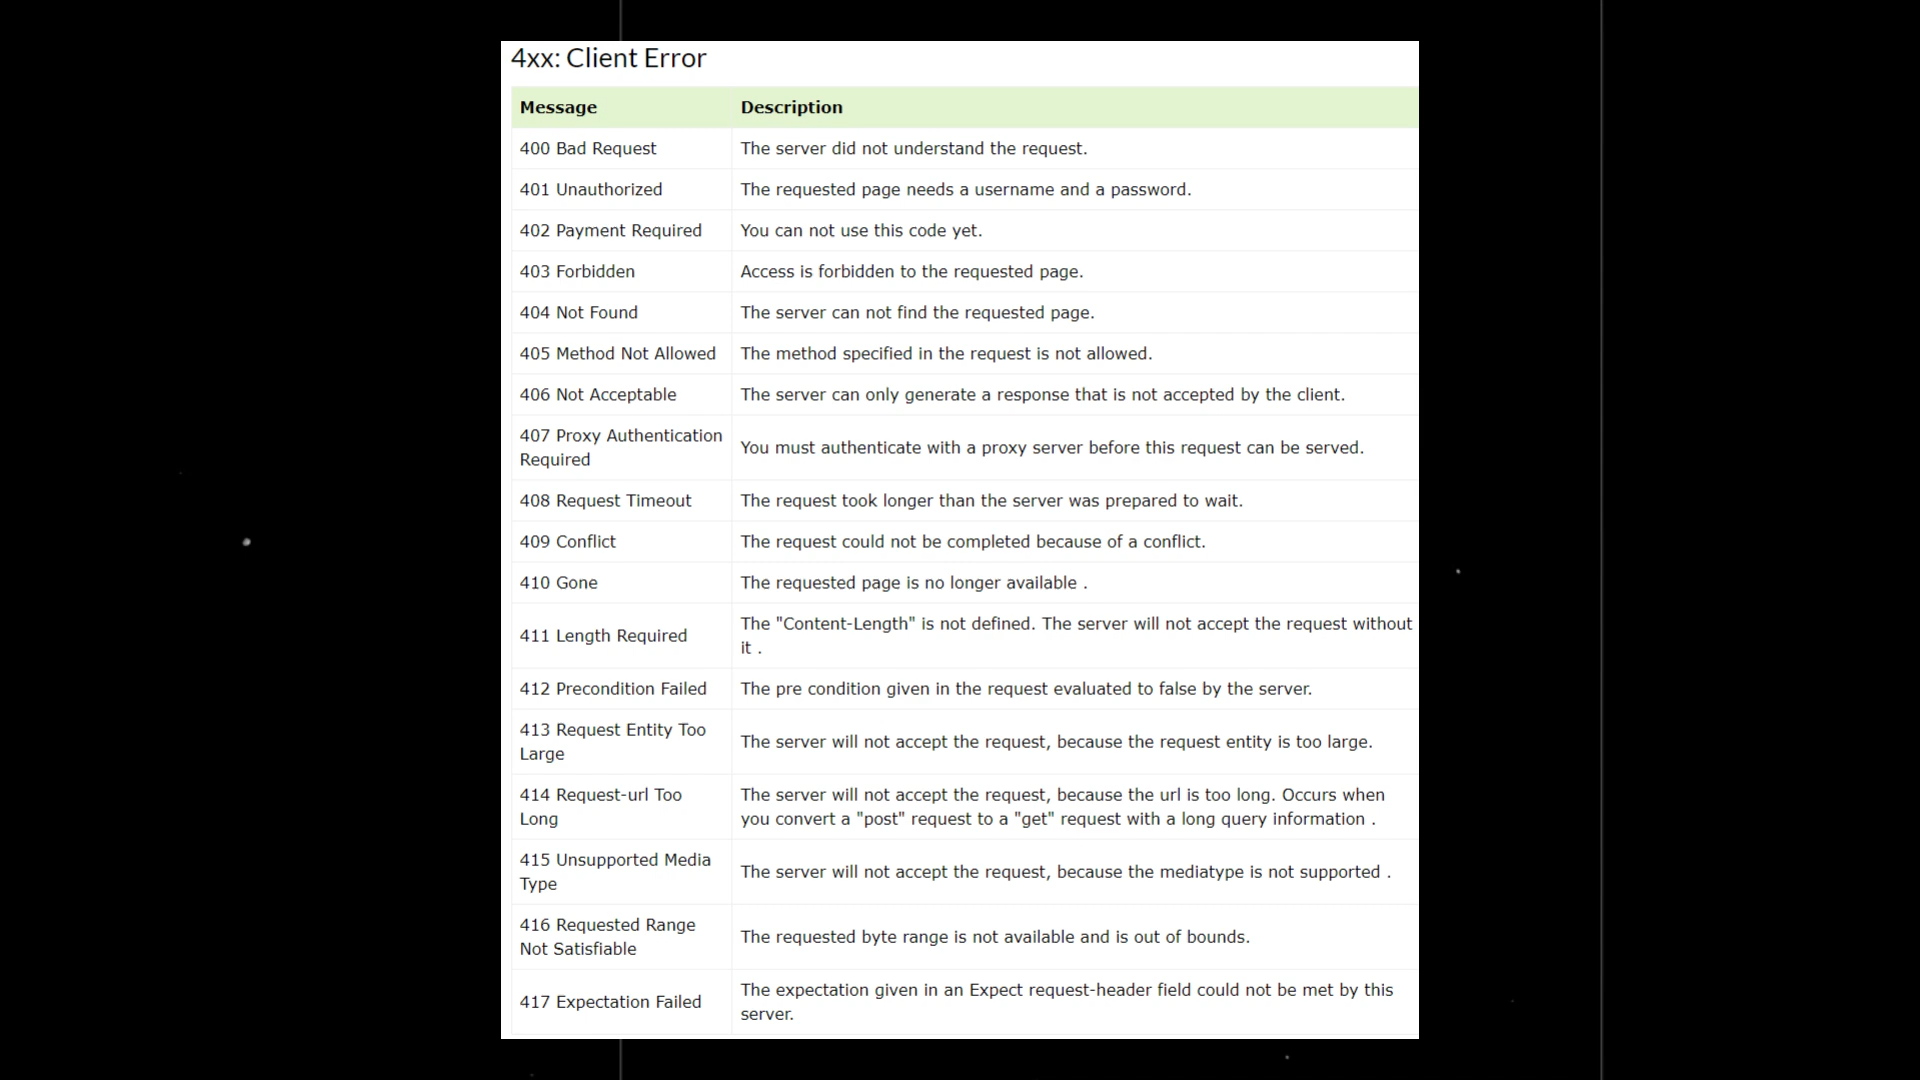 4xx: Client Error
Message Description
400 Bad Request The server did not understand the request.
401 Unauthorized The requested page needs a username and a password.
402 Payment Required You can not use this code yet.
403 Forbidden Access is forbidden to the requested page.
404 Not Found The server can not find the requested page.
405 Method Not Allowed The method specified in the request is not allowed.
406 Not Acceptable The server can only generate a response that is not accepted by the client.
407 Proxy Authentication
Required
You must authenticate with a proxy server before this request can be served.
408 Request Timeout The request took longer than the server was prepared to wait.
409 Conflict The request could not be completed because of a conflict.
410 Gone The requested page is no longer available .
411 Length Required
The "Content-Length" is not defined. The server will not accept the request without
it .
412 Precondition Failed The pre condition given in the request evaluated to false by the server.
413 Request Entity Too
Large
The server will not accept the request, because the request entity is too large.
414 Request-url Too
Long
The server will not accept the request, because the url is too long. Occurs when
you convert a "post" request to a "get" request with a long query information .
415 Unsupported Media
Type
The server will not accept the request, because the mediatype is not supported .
416 Requested Range
Not Satisfiable
The requested byte range is not available and is out of bounds.
417 Expectation Failed
The expectation given in an Expect request-header field could not be met by this
server.